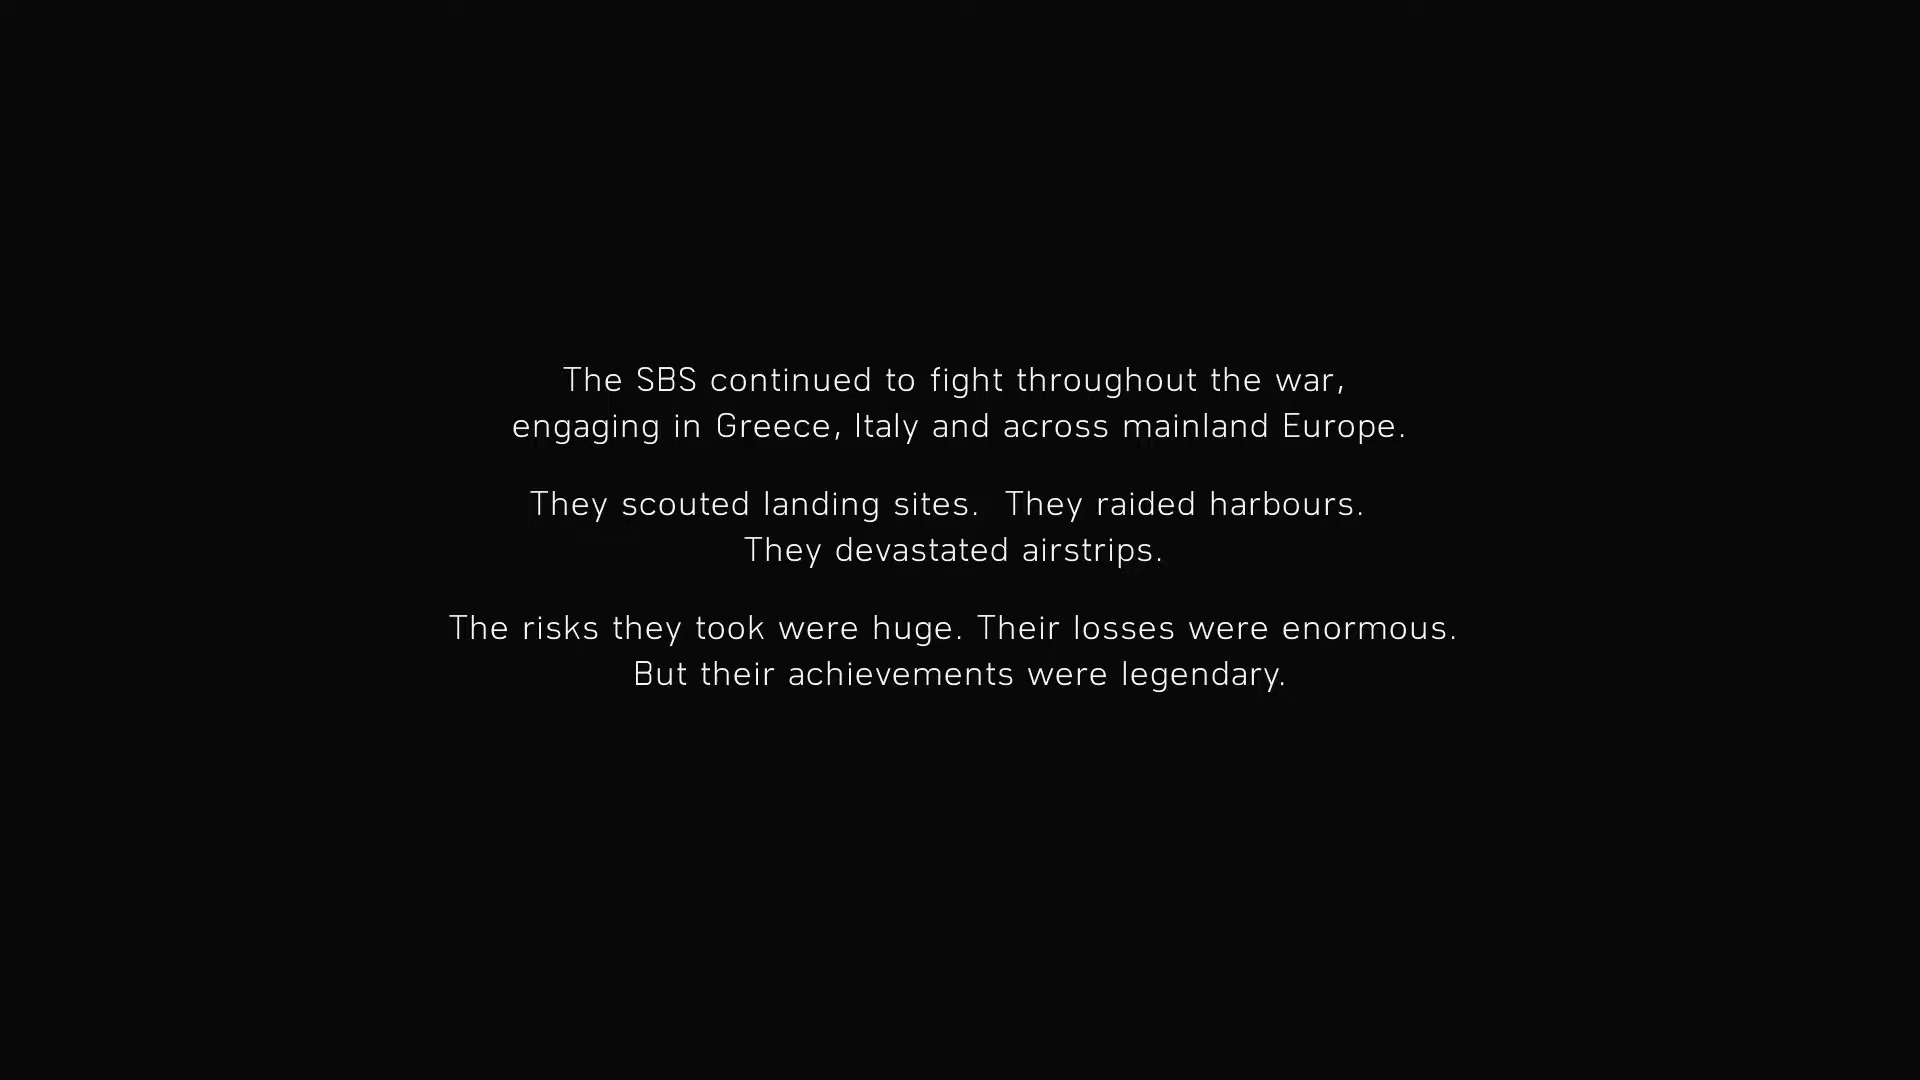 The SBS continued to fight throughout the war,
engaging in Greece, Italy and across mainland Europe.
They scouted landing sites.  They raided harbours.
They devastated airstrips.
The risks they took were huge. Their losses were enormous.
But their achievements were legendary.